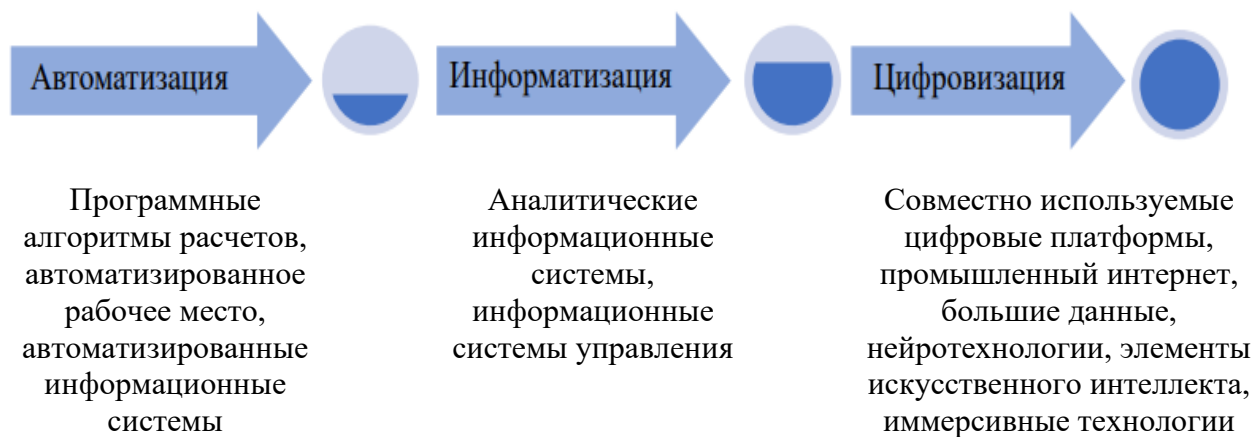 Автоматизация
Информатизация
Цифровизация
Программные
алгоритмы расчетов,
автоматизированное
рабочее место,
автоматизированные
информационные
системы
Аналитические
информационные
системы,
информационные
системы управления
Совместно используемые
цифровые платформы,
промышленный интернет,
большие данные,
нейротехнологии, элементы
искусственного интеллекта,
иммерсивные технологии